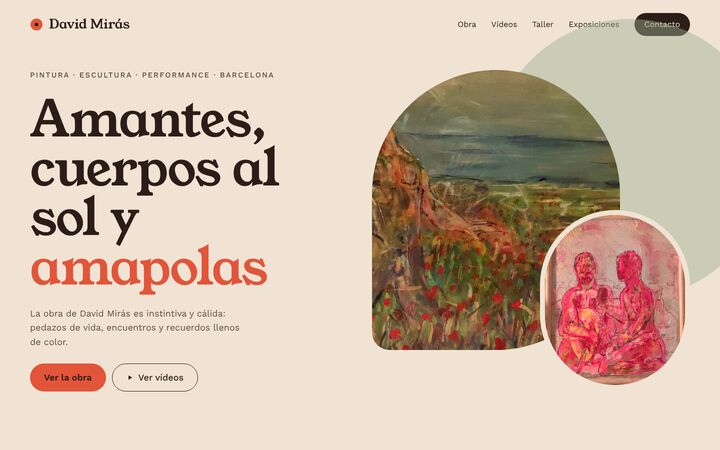 David Mirás
Obra
Vídeos
Taller
Exposiciones
Contacto
PINTURA · ESCULTURA · PERFORMANCE · BARCELONA
Amantes,
cuerpos al
sol y
amapolas
La obra de David Mirás es instintiva y cálida:
pedazos de vida, encuentros y recuerdos llenos
de color.
Ver la obra
Ver vídeos